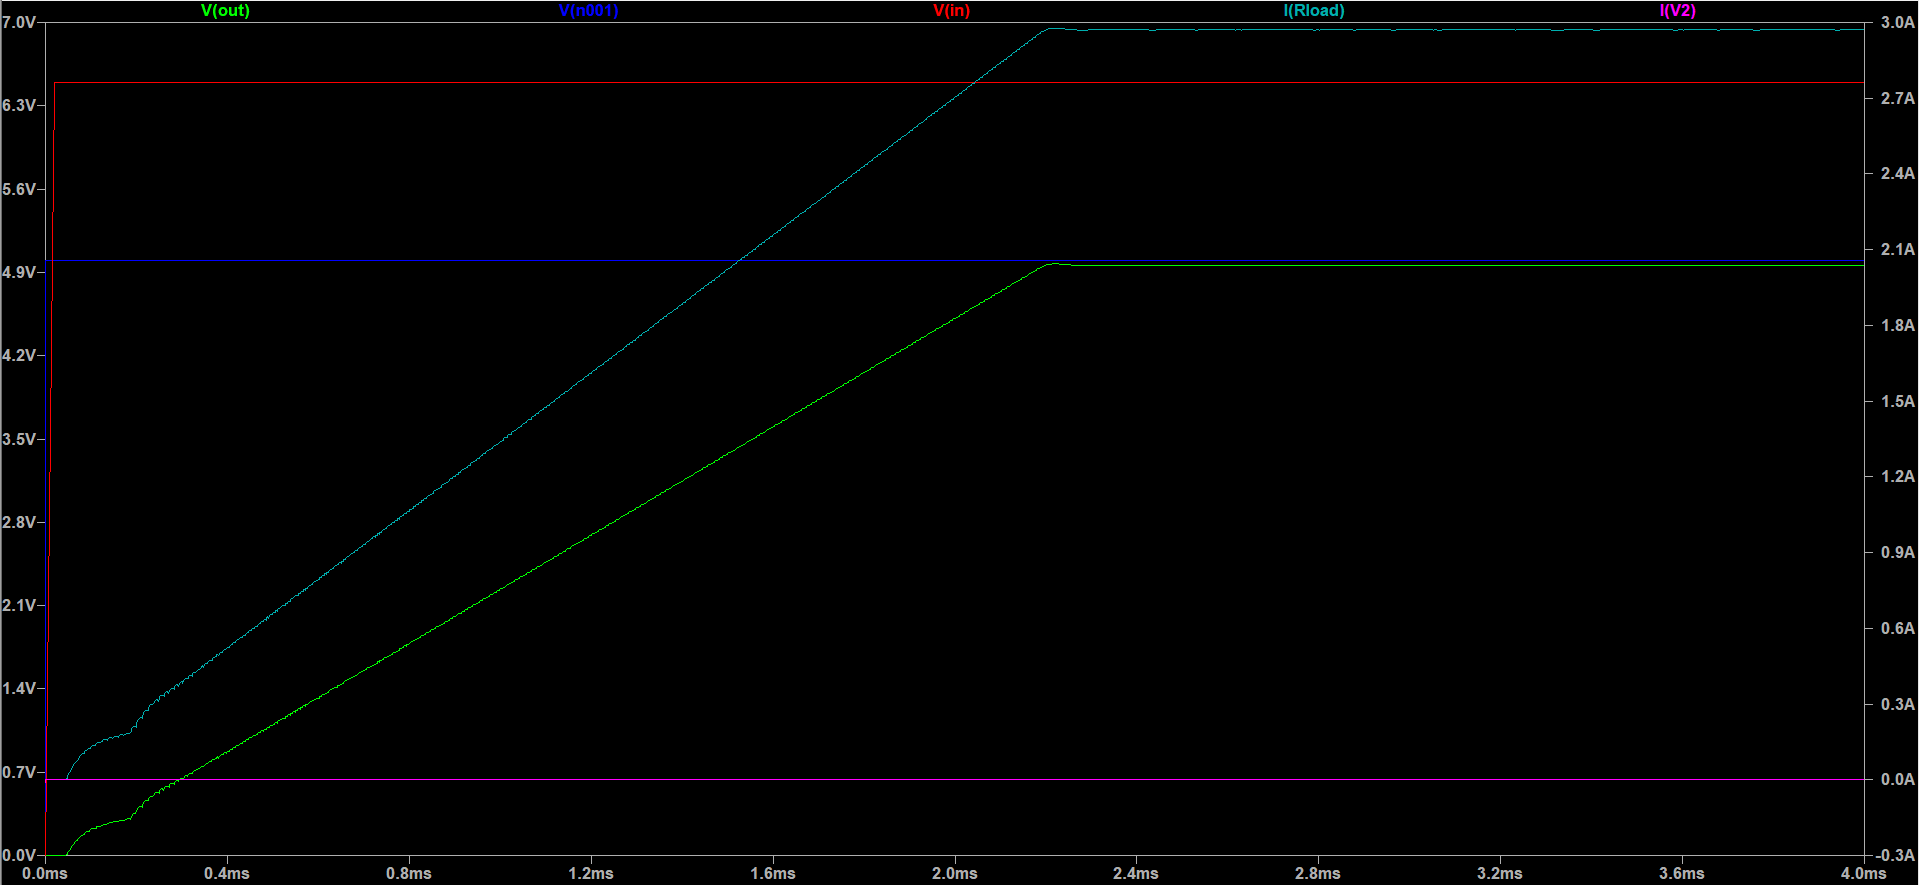 V(out) V(n001) V(in) I(Rload) I(V2)
7.0V 3.0A
6.3V 2.7A
5.6V 2.4A
4.9V 2.1A
4.2V 1.8A
3.5V 1.5A
2.8V 1.2A
2.1V 0.9A
1.4V 0.6A
0.7V 0.3A
0.0V 0.0A
-0.3A
0.0ms 0.4ms 0.8ms 1.2ms 1.6ms 2.0ms 2.4ms 2.8ms 3.2ms 3.6ms 4.0ms